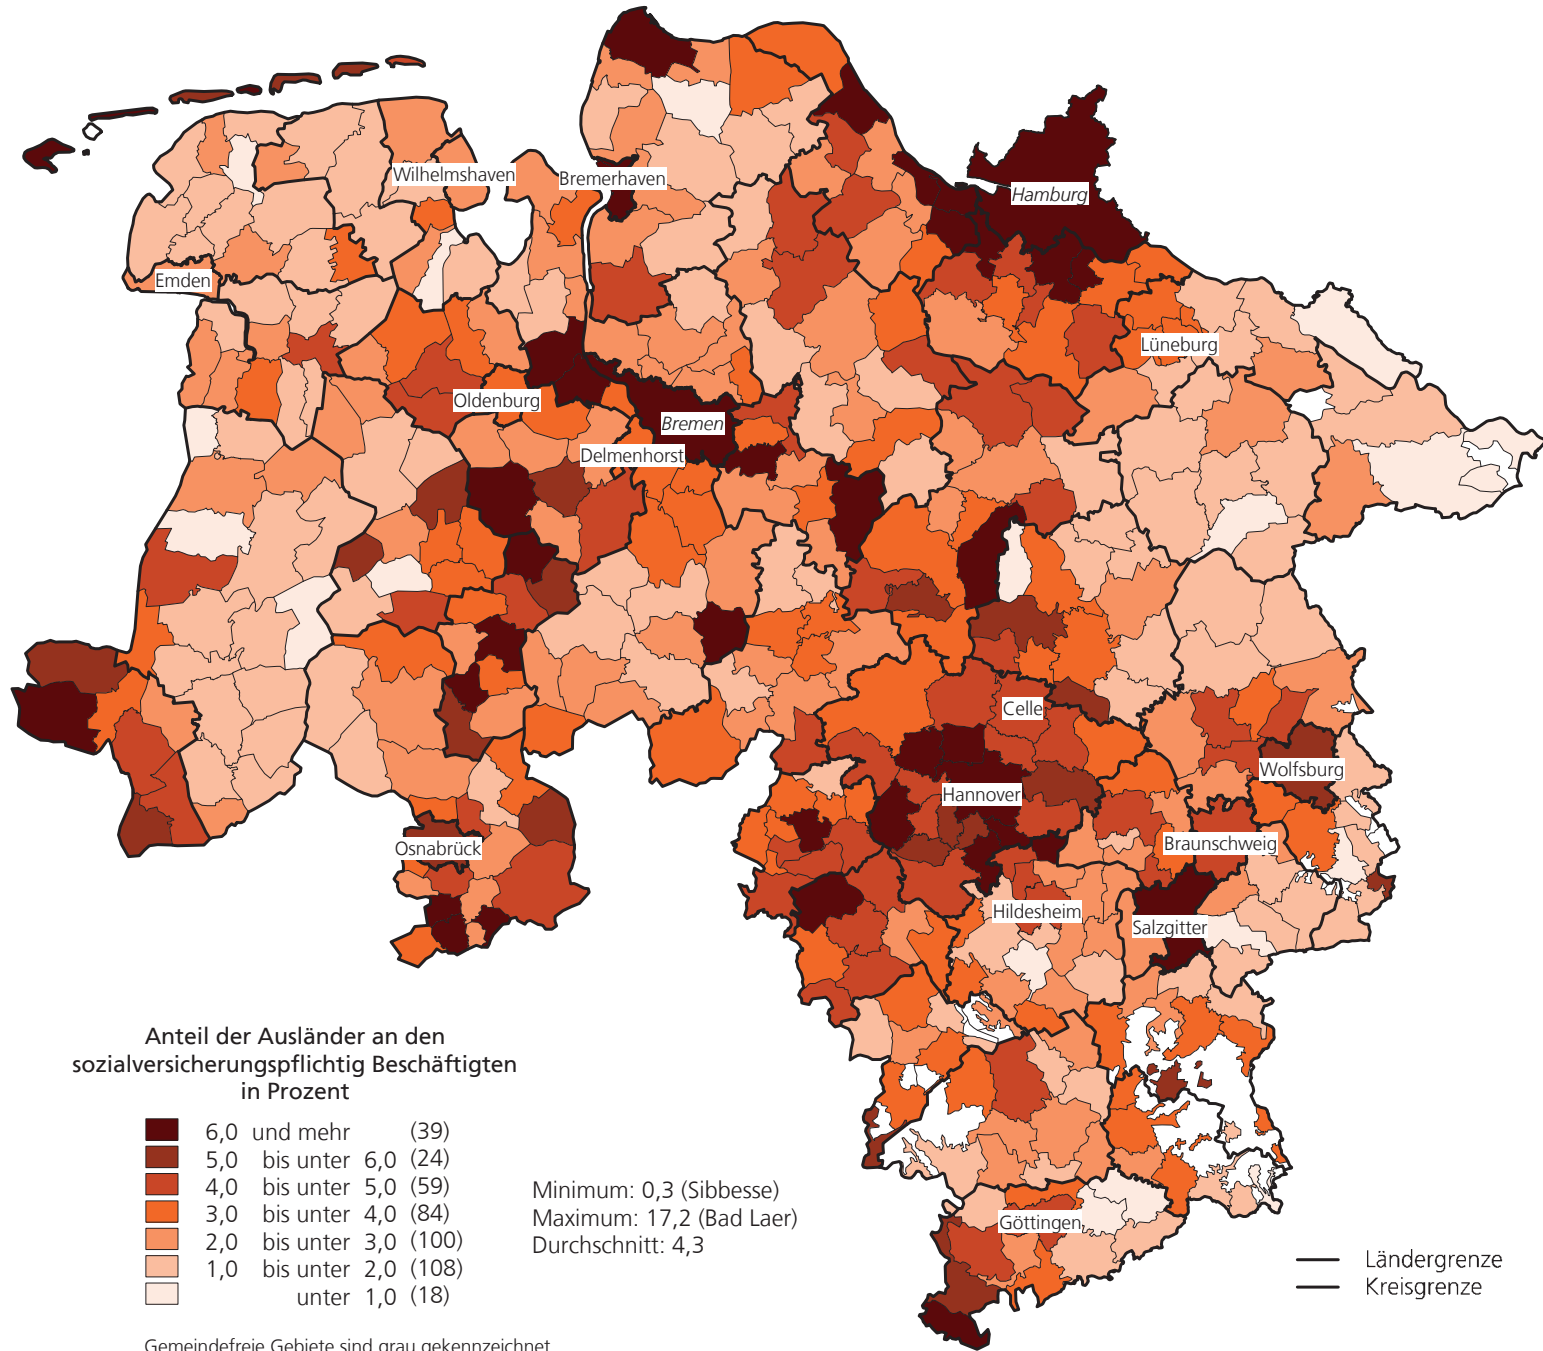 Wilhelmshaven
Bremerhaven
Hamburg
Emden
Lüneburg
Oldenburg
Bremen
Delmenhorst
Celle
Wolfsburg
Hannover
Braunschweig
Osnabrück
Hildesheim
Salzgitter
Göttingen
Anteil der Ausländer an den
sozialversicherungspflichtig Beschäftigten
in Prozent
6,0 und mehr (39)
5,0 bis unter 6,0 (24)
4,0 bis unter 5,0 (59)
3,0 bis unter 4,0 (84)
2,0 bis unter 3,0 (100)
1,0 bis unter 2,0 (108)
unter 1,0 (18)
Minimum: 0,3 (Sibbesse)
Maximum: 17,2 (Bad Laer)
Durchschnitt: 4,3
Ländergrenze
Kreisgrenze
Gemeindefreie Gebiete sind grau gekennzeichnet